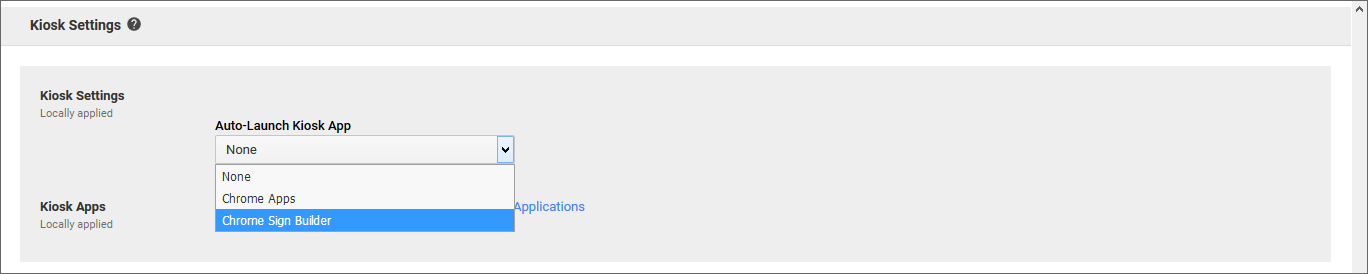 Kiosk Settings
Kiosk Settings
Locally applied
Auto-Launch Kiosk App
None
None
Chrome Apps
Chrome Sign Builder
Kiosk Apps
Applications
Locally applied